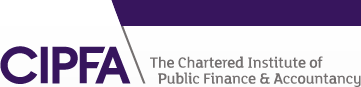 CIPFA
The Chartered Institute of
Public Finance & Accountancy